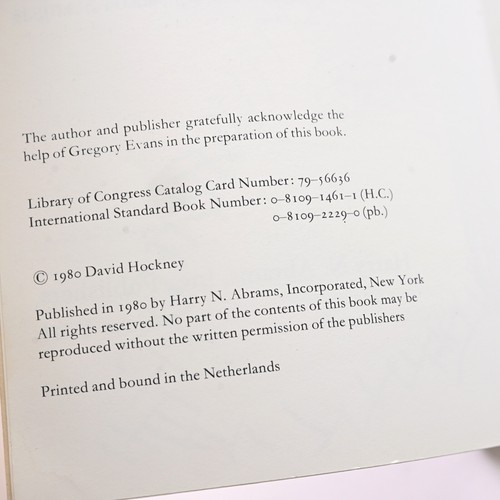 The author and publisher gratefully acknowledge the
help of Gregory Evans in the preparation of this book.
Library of Congress Catalog Card Number: 79-56636
International Standard Book Number: 0-8109-1461-1 (H.C.)
0-8109-2229-0 (pb.)
© 1980 David Hockney
Published in 1980 by Harry N. Abrams, Incorporated, New York
All rights reserved. No part of the contents of this book may be
reproduced without the written permission of the publishers
Printed and bound in the Netherlands